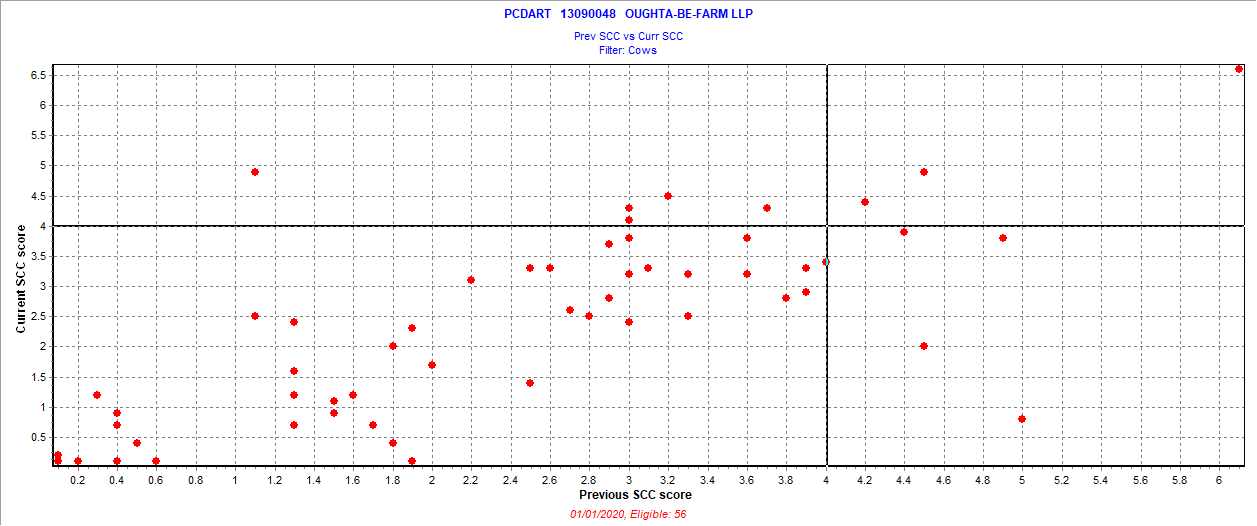 PCDART 13090048 OUGHTA-BE-FARM LLP
Prev SCC vs Curr SCC
Filter: Cows
6.5
6
5.5
5
4.5
4
3.5
3
2.5
2
1.5
1
0.5
Current SCC score
0.2 0.4 0.6 0.8 1 1.2 1.4 1.6 1.8 2 2.2 2.4 2.6 2.8 3 3.2 3.4 3.6 3.8 4 4.2 4.4 4.6 4.8 5 5.2 5.4 5.6 5.8 6
Previous SCC score
01/01/2020, Eligible: 56